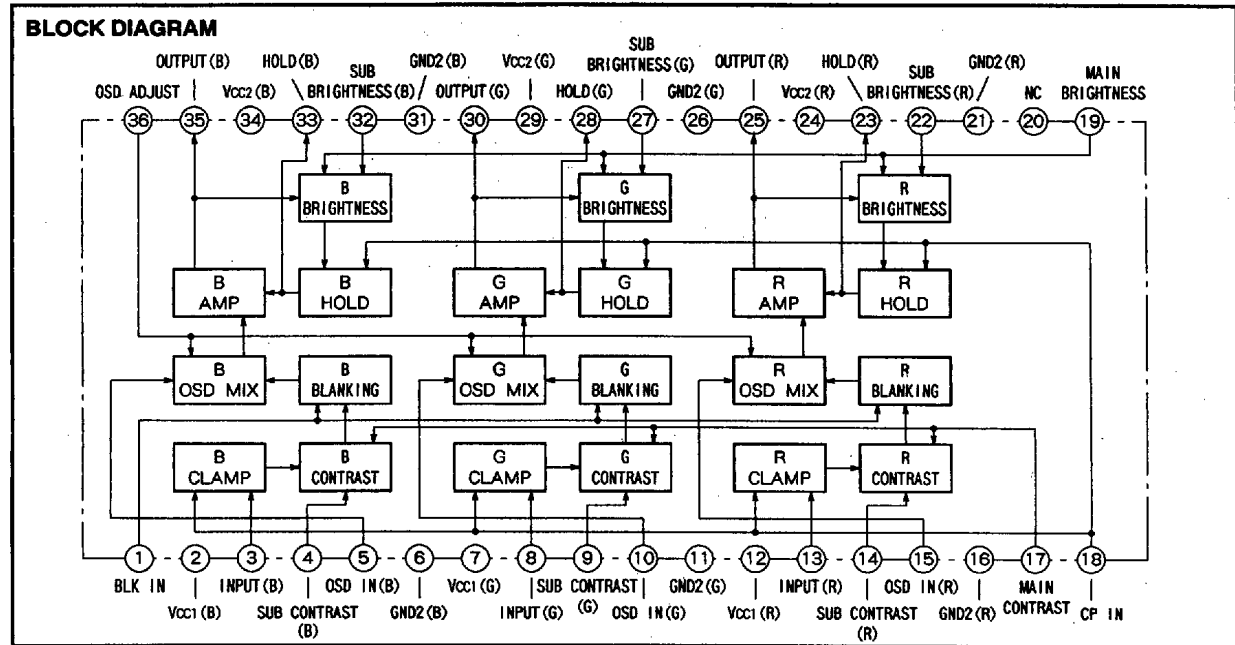 BLOCK DIAGRAM
SUB
OUTPUT(B) HOLD(B) SUB GND2(B) VCC2(G) BRIGHTNESS(G) OUTPUT(R) HOLD(R) SUB GND2(R) MAIN
OSD ADJUST VCC2(B) BRIGHTNESS(B) OUTPUT(G) HOLD(G) GND2(G) VCC2(R) BRIGHTNESS(R) NC BRIGHTNESS
36 35 34 33 32 31 30 29 28 27 26 25 24 23 22 21 20 19
B G R
BRIGHTNESS BRIGHTNESS BRIGHTNESS
B B G G R R
AMP HOLD AMP HOLD AMP HOLD
B B G G R R
OSD MIX BLANKING OSD MIX BLANKING OSD MIX BLANKING
B B G G R R
CLAMP CONTRAST CLAMP CONTRAST CLAMP CONTRAST
1 2 3 4 5 6 7 8 9 10 11 12 13 14 15 16 17 18
BLK IN INPUT(B) OSD IN(B) VCC1(G) SUB CONTRAST GND2(G) INPUT(R) OSD IN(R) MAIN
(G) CONTRAST
VCC1(B) SUB CONTRAST GND2(B) INPUT(G) OSD IN(G) VCC1(R) SUB CONTRAST GND2(R) CP IN
(B) (R)